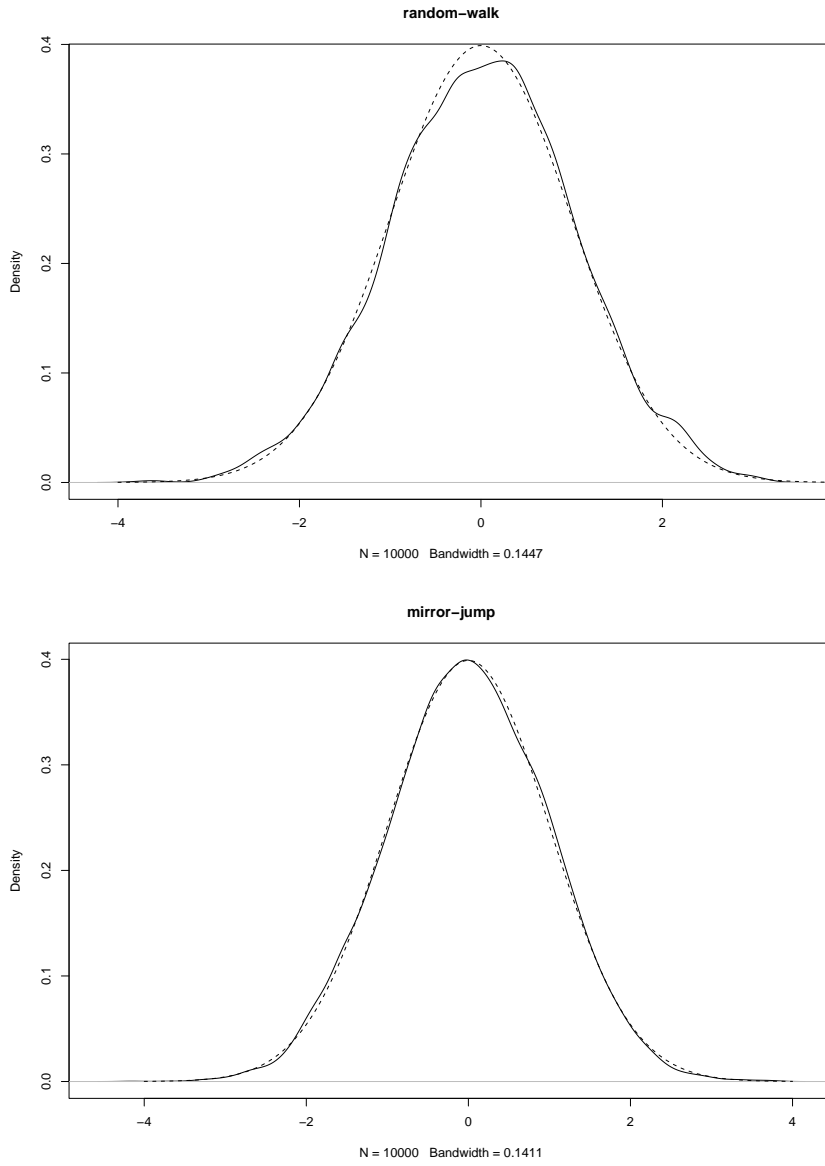 random−walk
0.4
0.3
0.2
0.1
0.0
Density
−4 −2 0 2
N = 10000 Bandwidth = 0.1447
mirror−jump
0.4
0.3
0.2
0.1
0.0
Density
−4 −2 0 2 4
N = 10000 Bandwidth = 0.1411